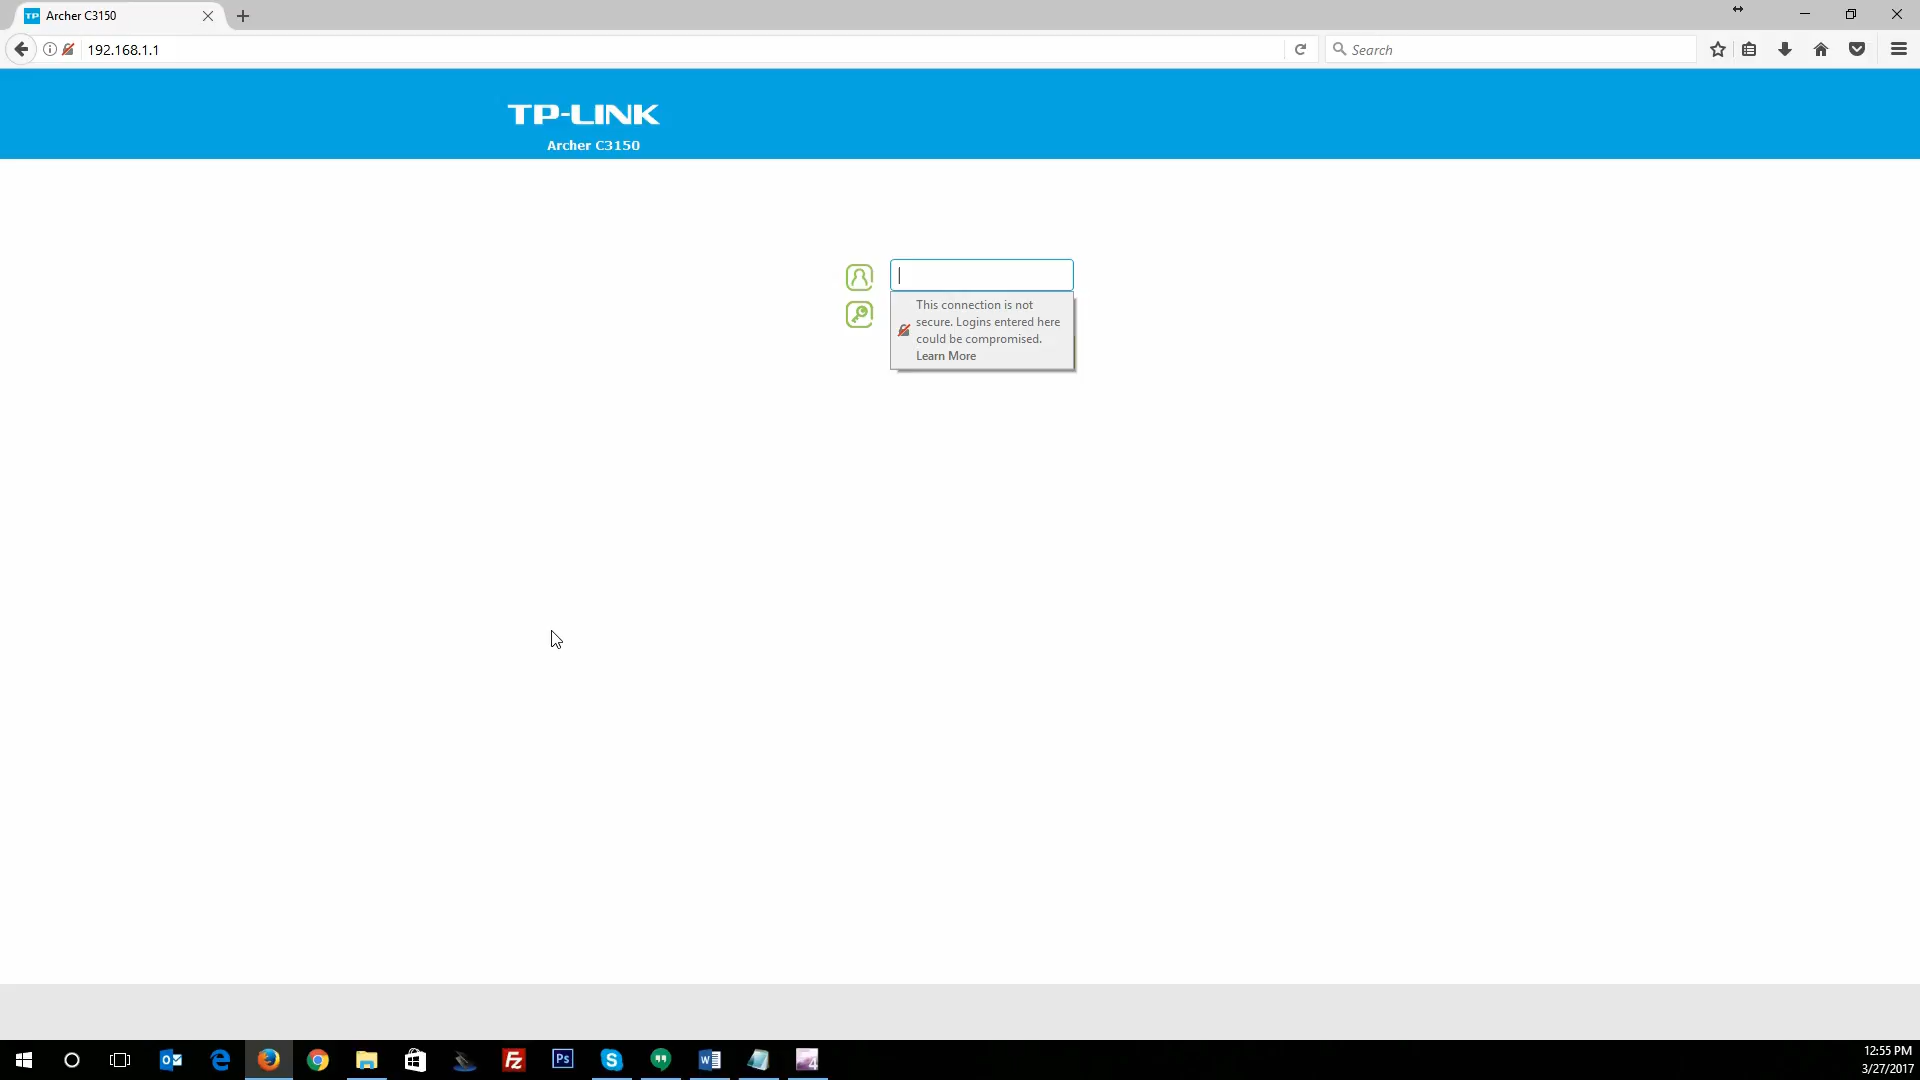 TP Archer C3150
192.168.1.1
Search
TP-LINK
Archer C3150
This connection is not
secure. Logins entered here
could be compromised.
Learn More
12:55 PM
3/27/2017